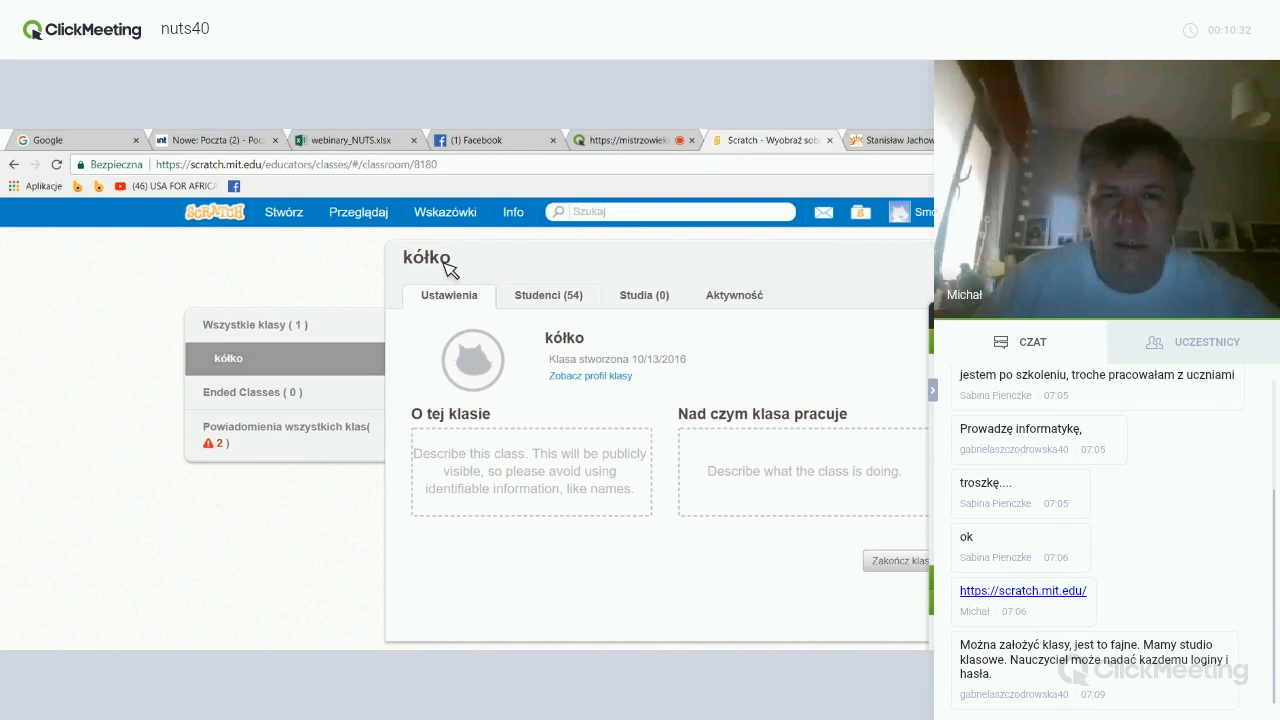 ClickMeeting
nuts40
00:10:32
Google
Nowe: Poczta (2) - Poc
webinary_NUTS.xlsx
(1) Facebook
https://mistrzowiek
Scratch - Wyobraź sob
Stanisław Jachow
Bezpieczna
https://scratch.mit.edu/educators/classes/#/classroom/8180
Aplikacje
(46) USA FOR AFRICA
SCRATCH
Stwórz
Przeglądaj
Wskazówki
Info
Szukaj
Smo
kółko
Ustawienia
Studenci (54)
Studia (0)
Aktywność
Wszystkie klasy ( 1 )
kółko
Ended Classes ( 0 )
Powiadomienia wszystkich klas(
2 )
kółko
Klasa stworzona 10/13/2016
Zobacz profil klasy
O tej klasie
Describe this class. This will be publicly
visible, so please avoid using
identifiable information, like names.
Nad czym klasa pracuje
Describe what the class is doing.
Zakończ klas
Michał
CZAT
UCZESTNICY
jestem po szkoleniu, troche pracowałam z uczniami
Sabina Pienczke 07:05
Prowadzę informatykę,
gabrielaszczodrowska40 07:05
troszkę....
Sabina Pienczke 07:05
ok
Sabina Pienczke 07:06
https://scratch.mit.edu/
Michał 07:06
Można założyć klasy, jest to fajne. Mamy studio
klasowe. Nauczyciel może nadać kazdemu loginy i
hasła.
gabrielaszczodrowska40 07:09
ClickMeeting